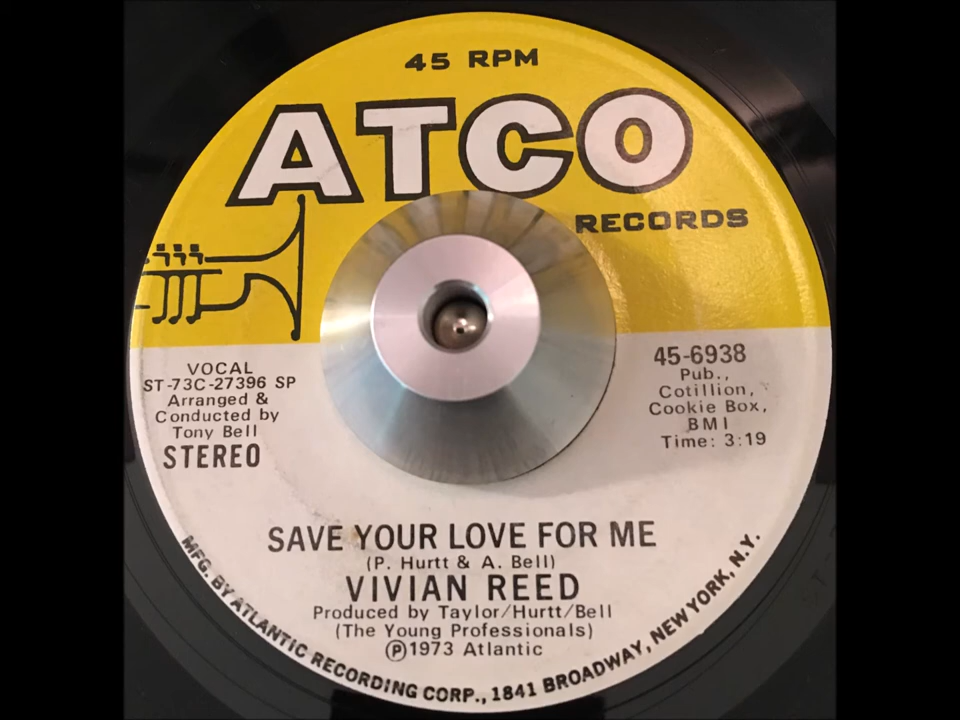 45 RPM
ATCO
RECORDS
VOCAL
ST-73C-27396 SP
Arranged &
Conducted by
Tony Bell
STEREO
45-6938
Pub.,
Cotillion,
Cookie Box,
BMI
Time: 3:19
SAVE YOUR LOVE FOR ME
(P. Hurtt & A. Bell)
VIVIAN REED
Produced by Taylor/Hurtt/Bell
(The Young Professionals)
Ⓟ1973 Atlantic
MFG. BY ATLANTIC RECORDING CORP., 1841 BROADWAY, NEW YORK, N.Y.